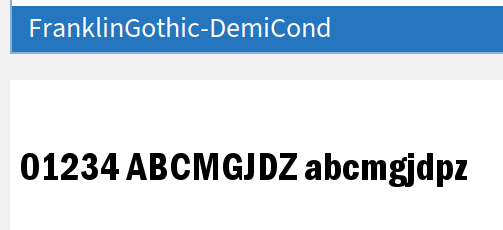 FranklinGothic-DemiCond
01234 ABCMGJDZ abcmgjdpz